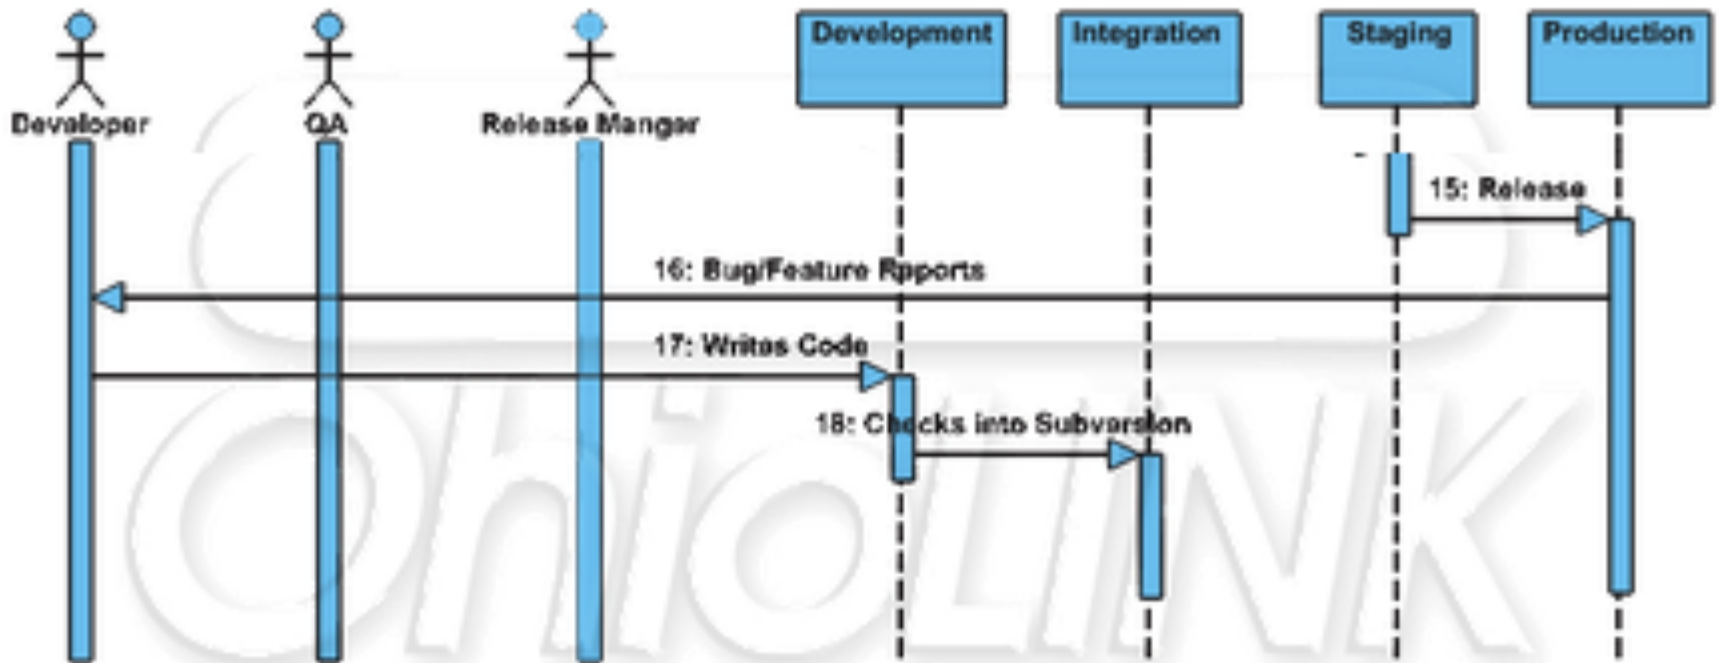 Development
Integration
Staging
Production
Developer
QA
Release Manger
15: Release
16: Bug/Feature Rpports
17: Writes Code
18: Checks into Subversion
OhioLINK